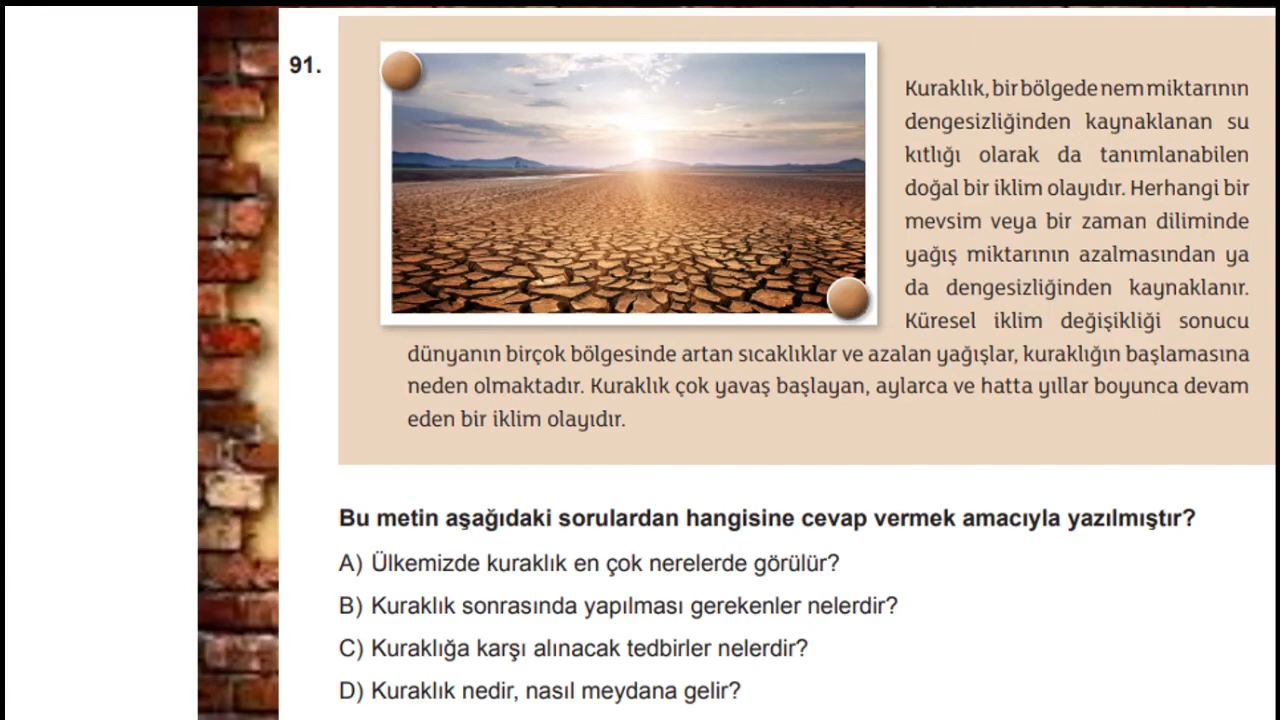 91.
Kuraklık, bir bölgede nem miktarının
dengesizliğinden kaynaklanan su
kıtlığı olarak da tanımlanabilen
doğal bir iklim olayıdır. Herhangi bir
mevsim veya bir zaman diliminde
yağış miktarının azalmasından ya
da dengesizliğinden kaynaklanır.
Küresel iklim değişikliği sonucu
dünyanın birçok bölgesinde artan sıcaklıklar ve azalan yağışlar, kuraklığın başlamasına
neden olmaktadır. Kuraklık çok yavaş başlayan, aylarca ve hatta yıllar boyunca devam
eden bir iklim olayıdır.
Bu metin aşağıdaki sorulardan hangisine cevap vermek amacıyla yazılmıştır?
A) Ülkemizde kuraklık en çok nerelerde görülür?
B) Kuraklık sonrasında yapılması gerekenler nelerdir?
C) Kuraklığa karşı alınacak tedbirler nelerdir?
D) Kuraklık nedir, nasıl meydana gelir?